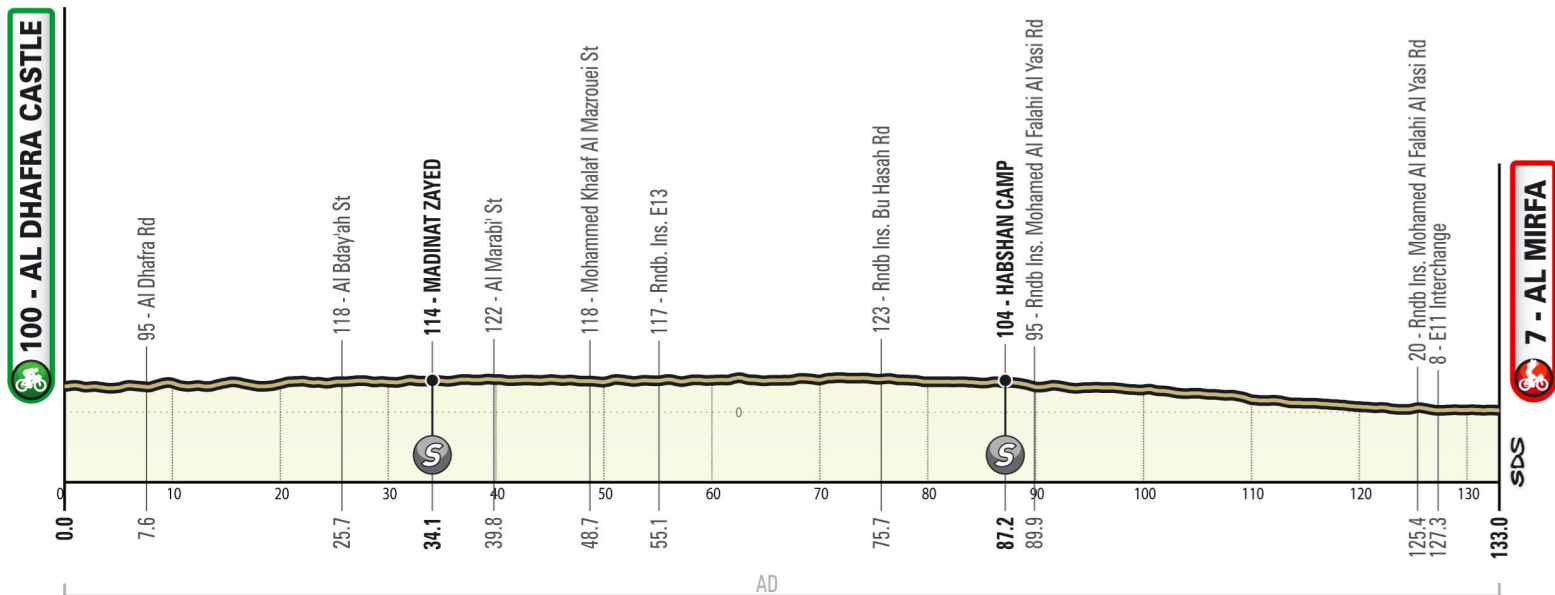 100 - AL DHAFRA CASTLE
95 - Al Dhafra Rd
118 - Al Bday'ah St
114 - MADINAT ZAYED
122 - Al Marabi' St
118 - Mohammed Khalaf Al Mazrouei St
117 - Rndb. Ins. E13
123 - Rndb Ins. Bu Hasah Rd
104 - HABSHAN CAMP
95 - Rndb Ins. Mohamed Al Falahi Al Yasi Rd
20 - Rndb Ins. Mohamed Al Falahi Al Yasi Rd
8 - E11 Interchange
7 - AL MIRFA
0
S
S
SDS
0 10 20 30 40 50 60 70 80 90 100 110 120 130
0.0 7.6 25.7 34.1 39.8 48.7 55.1 75.7 87.2 89.9 125.4 127.3 133.0
AD